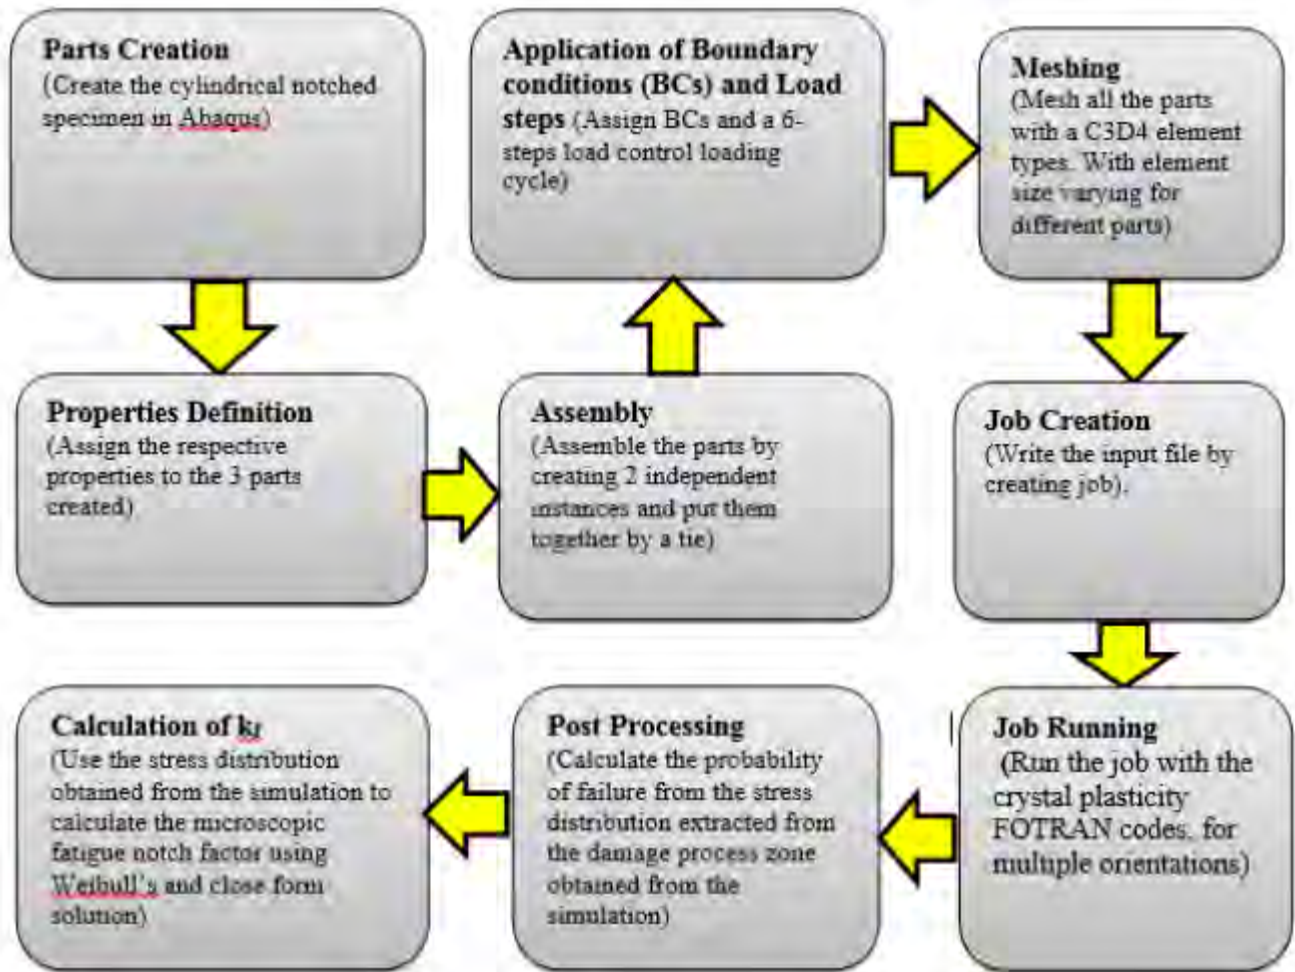 Parts Creation
(Create the cylindrical notched
specimen in Abaqus)
Properties Definition
(Assign the respective
properties to the 3 parts
created)
Assembly
(Assemble the parts by
creating 2 independent
instances and put them
together by a tie)
Application of Boundary
conditions (BCs) and Load
steps (Assign BCs and a 6-
steps load control loading
cycle)
Meshing
(Mesh all the parts
with a C3D4 element
types. With element
size varying for
different parts)
Job Creation
(Write the input file by
creating job).
Job Running
(Run the job with the
crystal plasticity
FOTRAN codes, for
multiple orientations)
Post Processing
(Calculate the probability
of failure from the stress
distribution extracted from
the damage process zone
obtained from the
simulation)
Calculation of kf
(Use the stress distribution
obtained from the simulation to
calculate the microscopic
fatigue notch factor using
Weibull's and close form
solution)